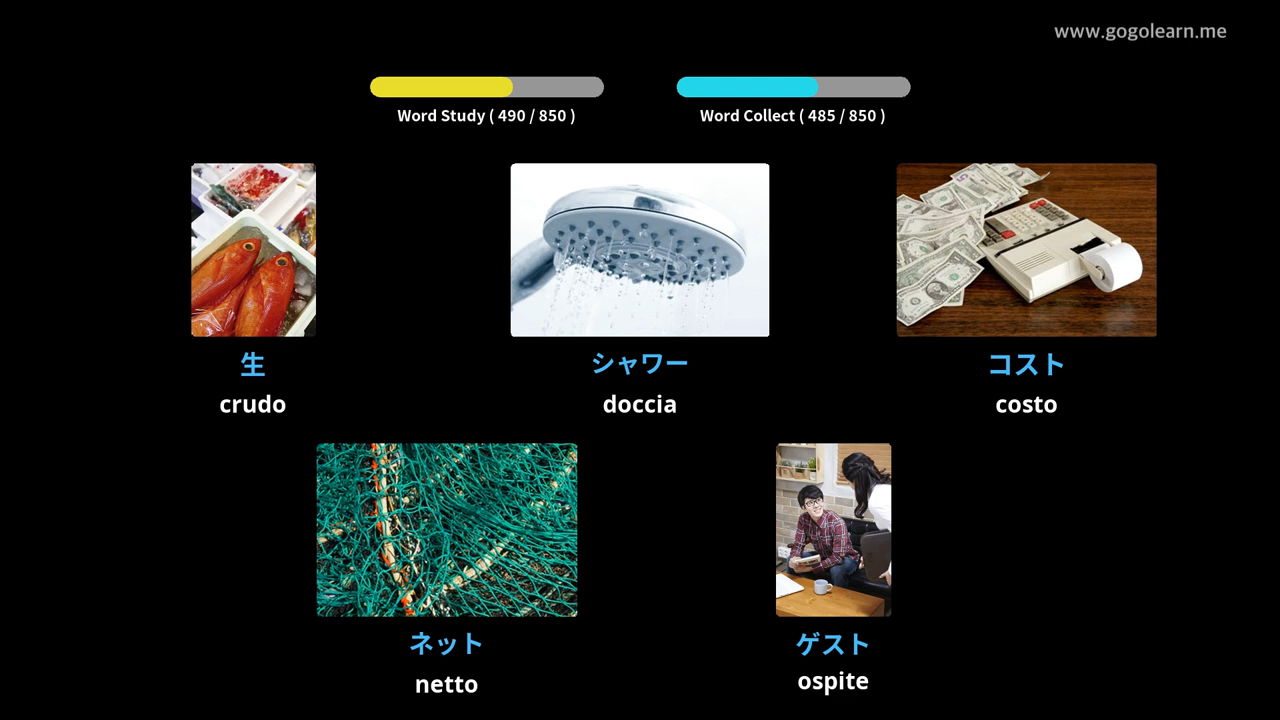 www.gogolearn.me
Word Study ( 490 / 850 )
Word Collect ( 485 / 850 )
生
crudo
シャワー
doccia
コスト
costo
ネット
netto
ゲスト
ospite